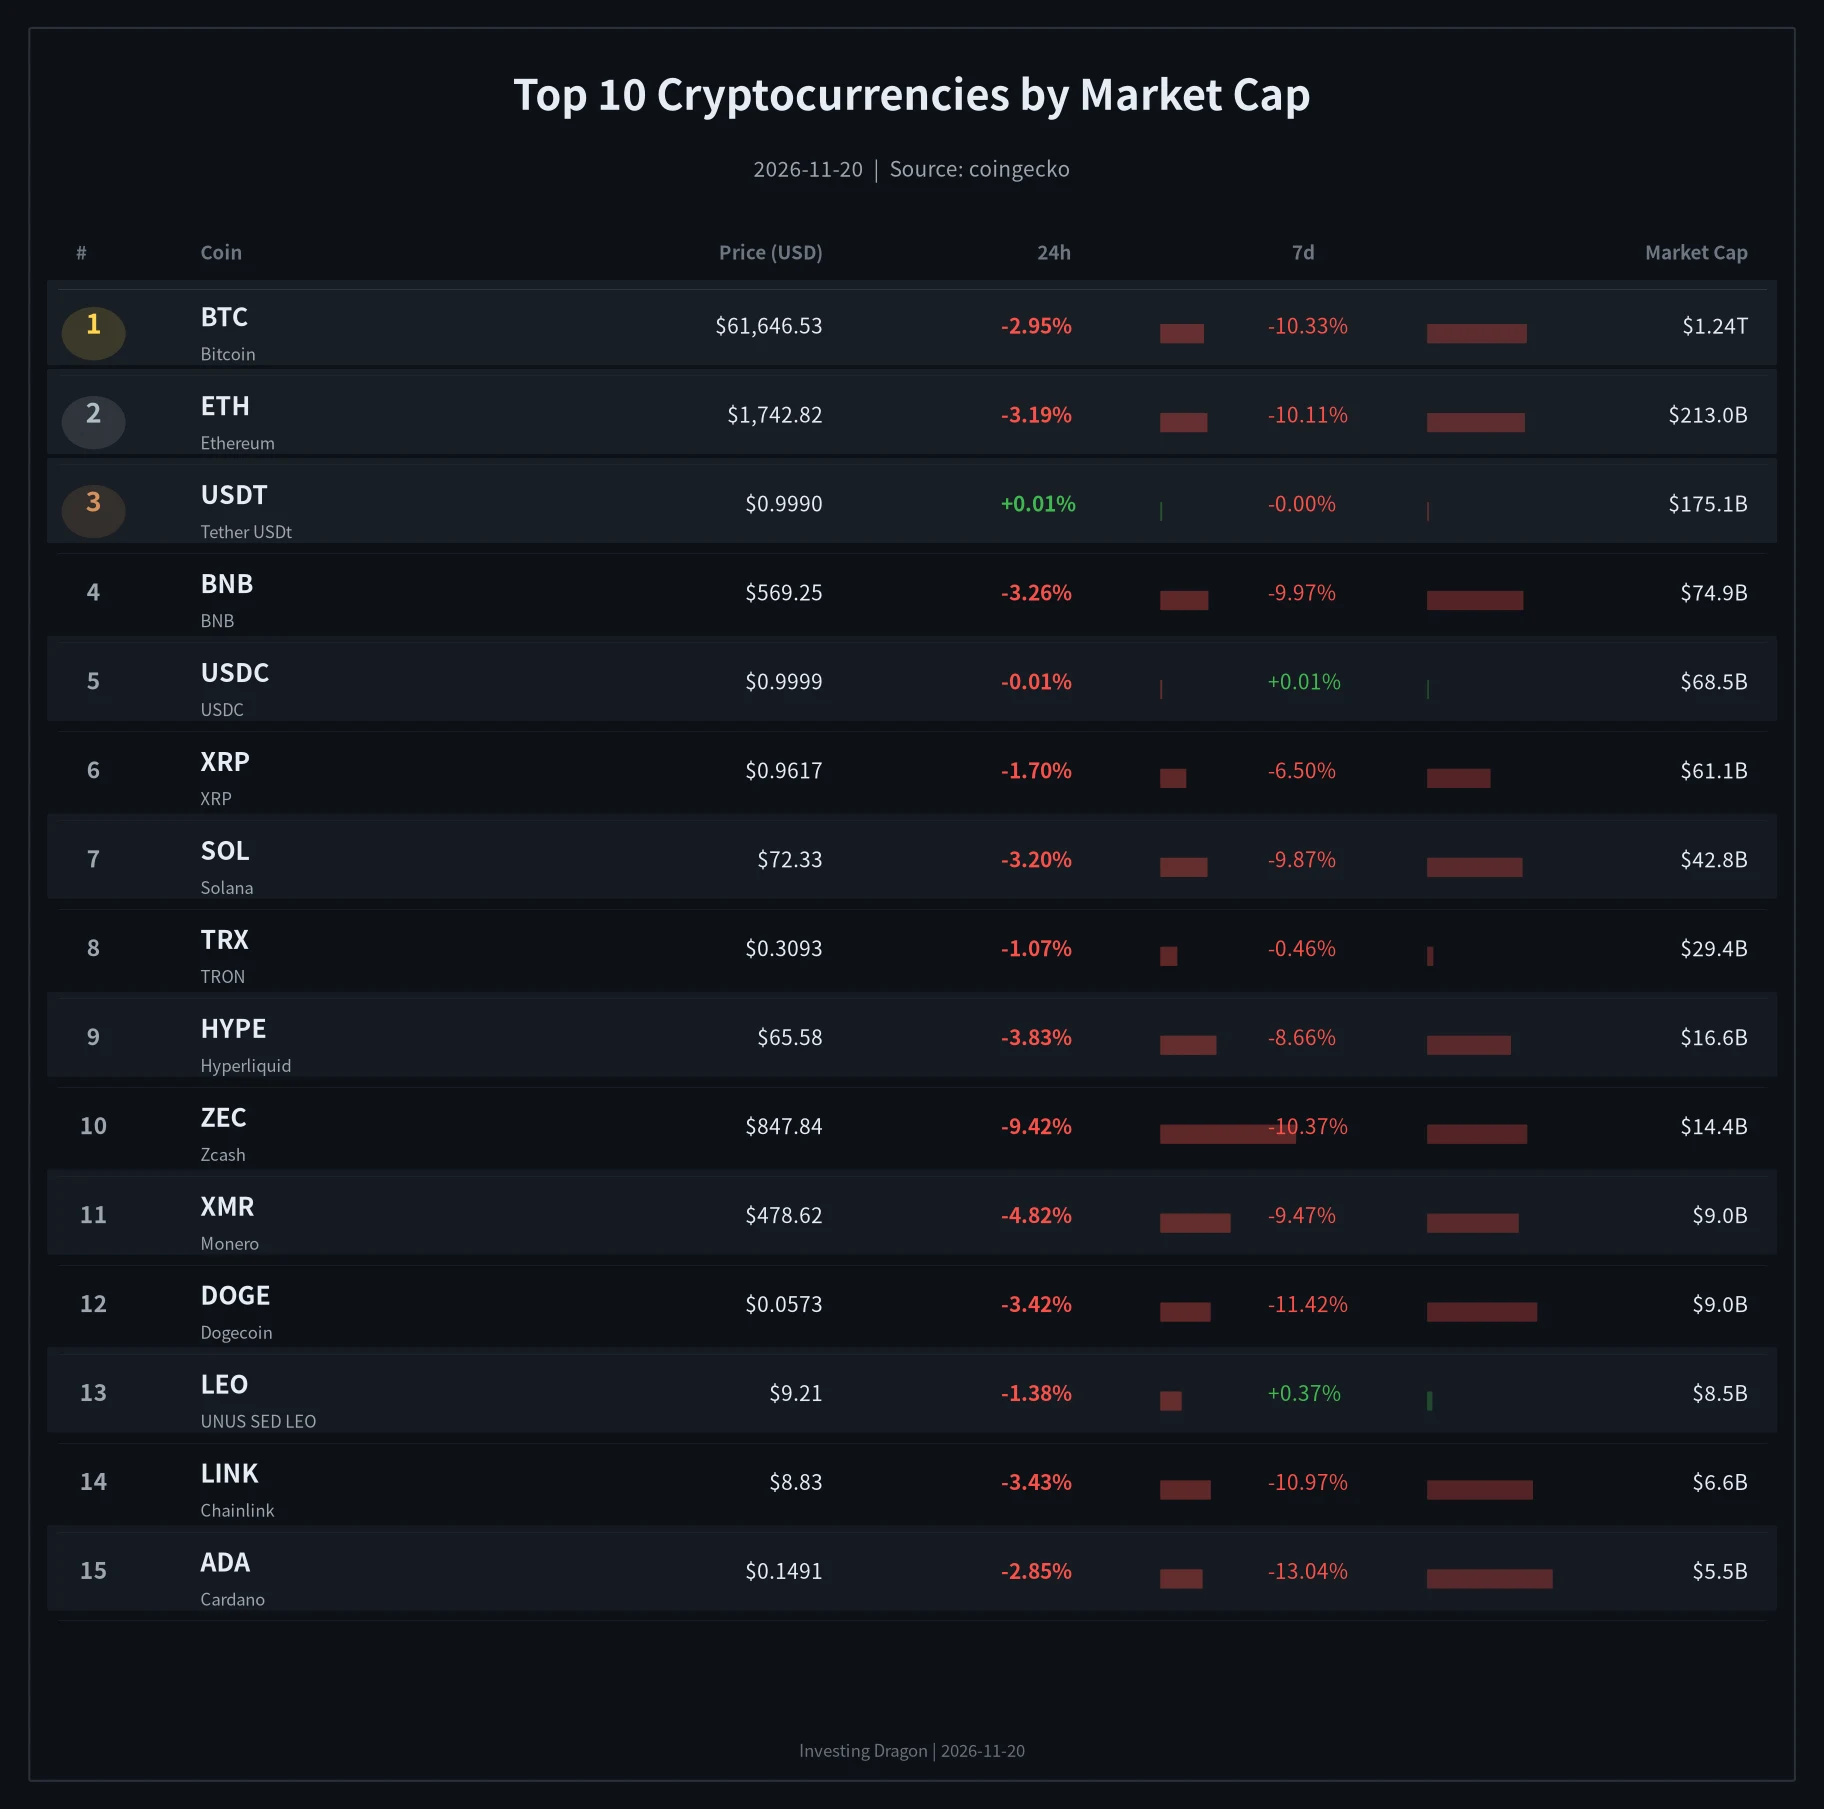 Top 10 Cryptocurrencies by Market Cap
2026-11-20 | Source: coingecko
# Coin Price (USD) 24h 7d Market Cap
1 BTC $61,646.53 -2.95% -10.33% $1.24T
Bitcoin
2 ETH $1,742.82 -3.19% -10.11% $213.0B
Ethereum
3 USDT $0.9990 +0.01% -0.00% $175.1B
Tether USDt
4 BNB $569.25 -3.26% -9.97% $74.9B
BNB
5 USDC $0.9999 -0.01% +0.01% $68.5B
USDC
6 XRP $0.9617 -1.70% -6.50% $61.1B
XRP
7 SOL $72.33 -3.20% -9.87% $42.8B
Solana
8 TRX $0.3093 -1.07% -0.46% $29.4B
TRON
9 HYPE $65.58 -3.83% -8.66% $16.6B
Hyperliquid
10 ZEC $847.84 -9.42% -10.37% $14.4B
Zcash
11 XMR $478.62 -4.82% -9.47% $9.0B
Monero
12 DOGE $0.0573 -3.42% -11.42% $9.0B
Dogecoin
13 LEO $9.21 -1.38% +0.37% $8.5B
UNUS SED LEO
14 LINK $8.83 -3.43% -10.97% $6.6B
Chainlink
15 ADA $0.1491 -2.85% -13.04% $5.5B
Cardano
Investing Dragon | 2026-11-20